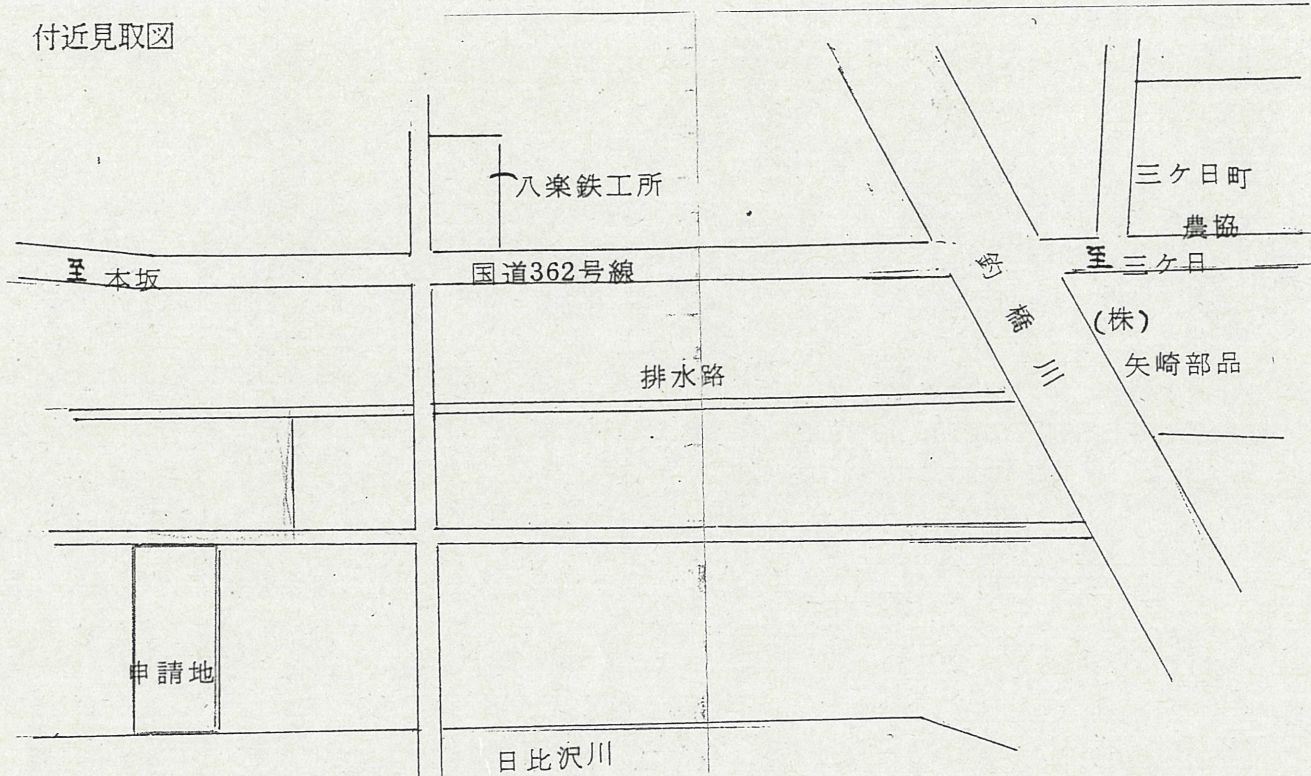 付近見取図
八楽鉄工所
三ケ日町
農協
至 本坂
国道362号線
至 三ケ日
釣橋川
(株)
矢崎部品
排水路
申請地
日比沢川